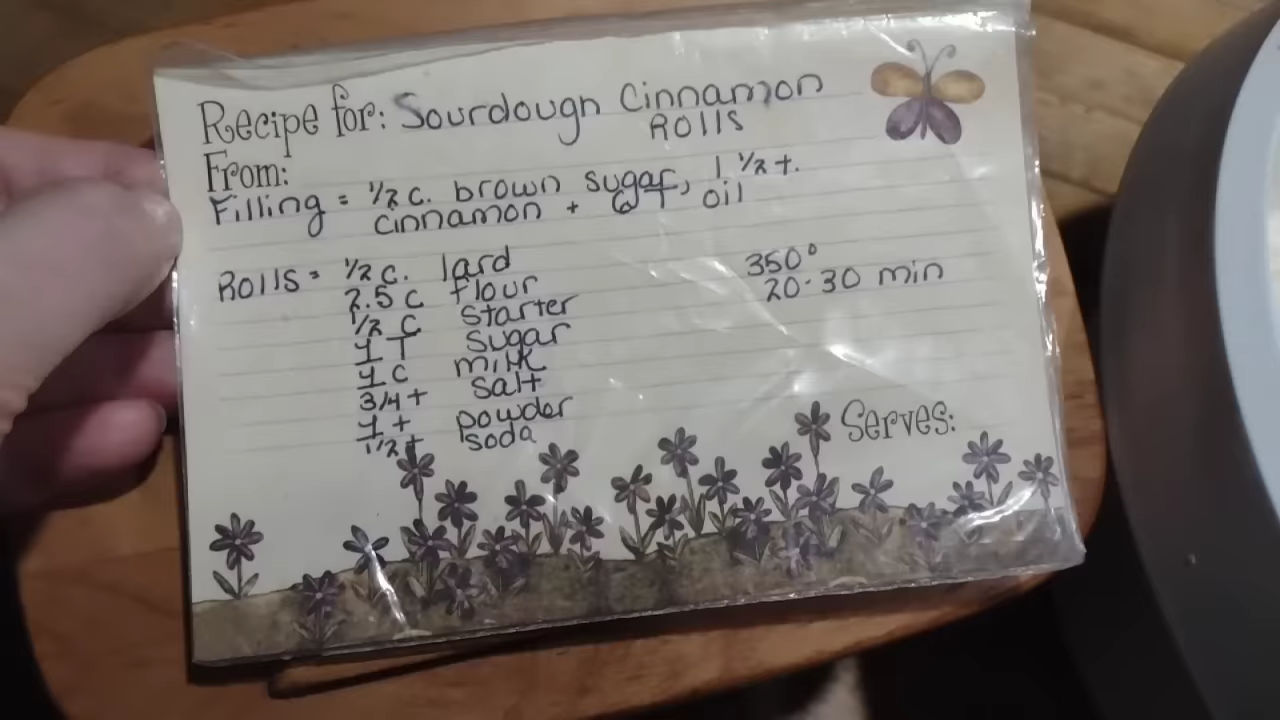 Recipe for: Sourdough Cinnamon
Rolls
From:
Filling = 1/2 c. brown sugar, 1 1/2 t.
cinnamon + oil
Rolls = 1/2 c. lard
2.5 c flour
1/2 c starter
1 T sugar
1 c milk
3/4 t salt
1 t powder
1/2 t soda
350°
20-30 min
Serves: